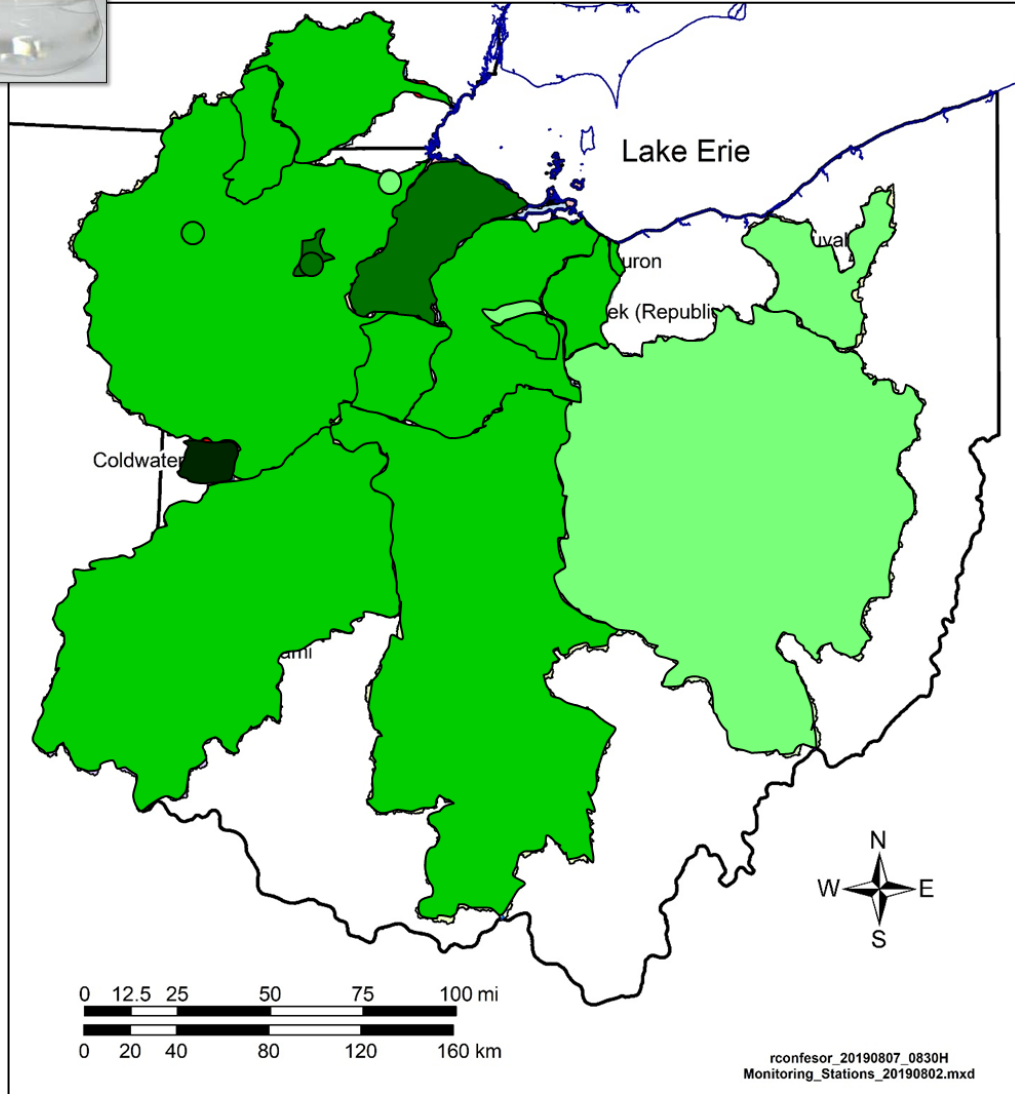 Lake Erie
uval
uron
ek (Republi
Coldwater
ami
N
W E
S
0 12.5 25 50 75 100 mi
0 20 40 80 120 160 km
rconfesor_20190807_0830H
Monitoring_Stations_20190802.mxd